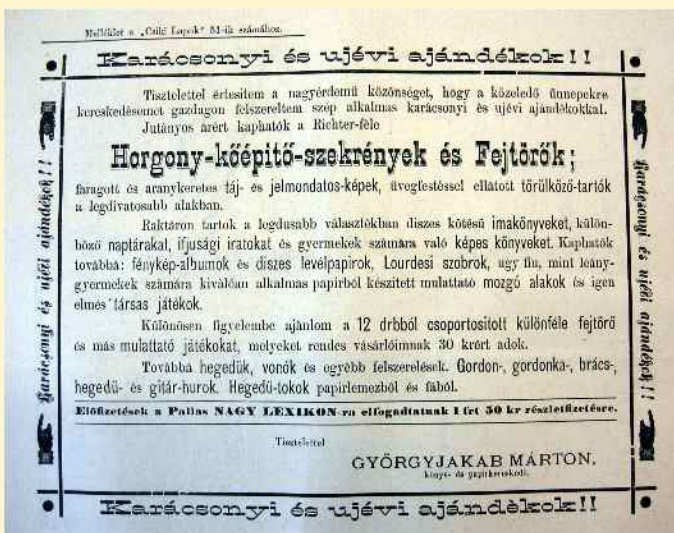 Melléklet a „Csiki Lapok“ 51-ik számához.
Karácsonyi és ujévi ajándékok!!
Tisztelettel értesitem a nagyérdemü közönséget, hogy a közeledő ünnepekre
kereskedésemet gazdagon felszereltem szép alkalmas karácsonyi és ujévi ajándékokkal.
Jutányos árért kaphatók a Richter-féle
Horgony-kőépitő-szekrények és Fejtörők;
faragott és aranykeretes táj- és jelmondatos-képek, üvegfestéssel ellátott törülköző-tartók
a legdivatosabb alakban.
Raktáron tartok a legdusabb választékban diszes kötésü imakönyveket, külön-
böző naptárakat, ifjusági iratokat és gyermekek számára való képes könyveket. Kaphatók
továbbá: fénykép-albumok és diszes levélpapirok, Lourdesi szobrok, ugy fiu, mint leány-
gyermekek számára kiválóan alkalmas papirból készitett mulattató mozgó alakok és igen
elmés társas játékok.
Különösen figyelembe ajánlom a 12 drbból csoportositott különféle fejtörő
és más mulattató játékokat, melyeket rendes vásárlóimnak 30 krért adok.
Továbbá hegedük, vonók és egyébb felszerelések. Gordon-, gordonka-, brács-,
hegedü- és gitár-hurok. Hegedü-tokok papirlemezből és fából.
Előfizetések a Pallas NAGY LEXIKON-ra elfogadtatnak 1 frt 50 kr részletfizetésre.
Tisztelettel
GYÖRGYJAKAB MÁRTON,
könyv- és papirkereskedő.
Karácsonyi és ujévi ajándékok!!
Karácsonyi és ujévi ajándékok!!
Karácsonyi és ujévi ajándèkok!!